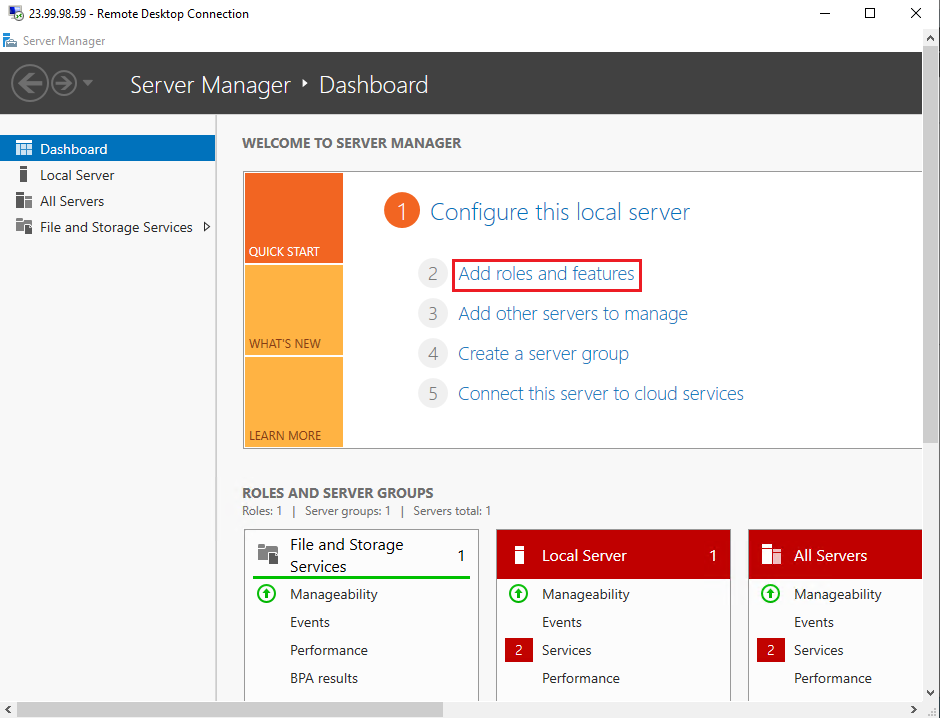 23.99.98.59 - Remote Desktop Connection
Server Manager
Server Manager ‣ Dashboard
Dashboard
Local Server
All Servers
File and Storage Services
WELCOME TO SERVER MANAGER
QUICK START
WHAT'S NEW
LEARN MORE
1 Configure this local server
2 Add roles and features
3 Add other servers to manage
4 Create a server group
5 Connect this server to cloud services
ROLES AND SERVER GROUPS
Roles: 1 | Server groups: 1 | Servers total: 1
File and Storage
Services 1
Manageability
Events
Performance
BPA results
Local Server 1
Manageability
Events
2 Services
Performance
All Servers
Manageability
Events
2 Services
Performance